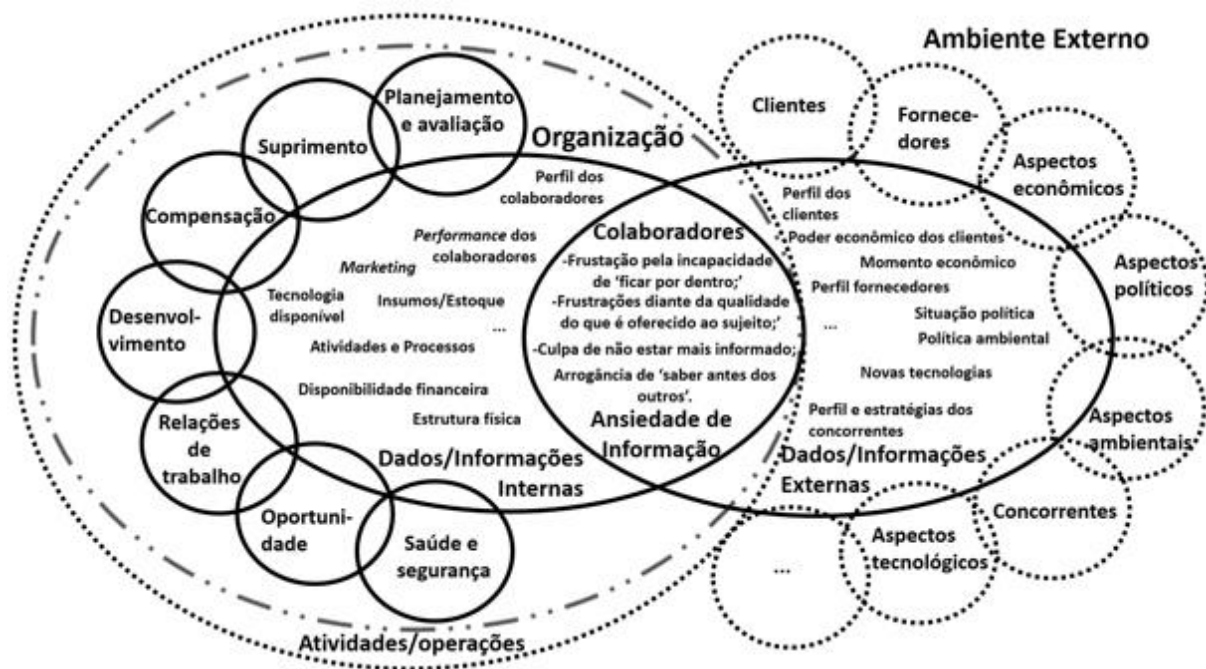 Ambiente Externo
Planejamento
e avaliação
Suprimento
Compensação
Desenvol-
vimento
Relações
de
trabalho
Oportuni-
dade
Saúde e
segurança
Atividades/operações
Organização
Perfil dos
colaboradores
Performance dos
colaboradores
Marketing
Tecnologia
disponível
Insumos/Estoque
...
Atividades e Processos
Disponibilidade financeira
Estrutura física
Dados/Informações
Internas
Colaboradores
-Frustação pela incapacidade
de ‘ficar por dentro;’
-Frustrações diante da qualidade
do que é oferecido ao sujeito;’
-Culpa de não estar mais informado;
Arrogância de ‘saber antes dos
outros’.
Ansiedade de
Informação
Perfil dos
clientes
Poder econômico dos clientes
Momento econômico
Perfil fornecedores
Situação política
...
Política ambiental
Novas tecnologias
Perfil e estratégias dos
concorrentes
Dados/Informações
Externas
Clientes
Fornece-
dores
Aspectos
econômicos
Aspectos
políticos
Aspectos
ambientais
Concorrentes
Aspectos
tecnológicos
...